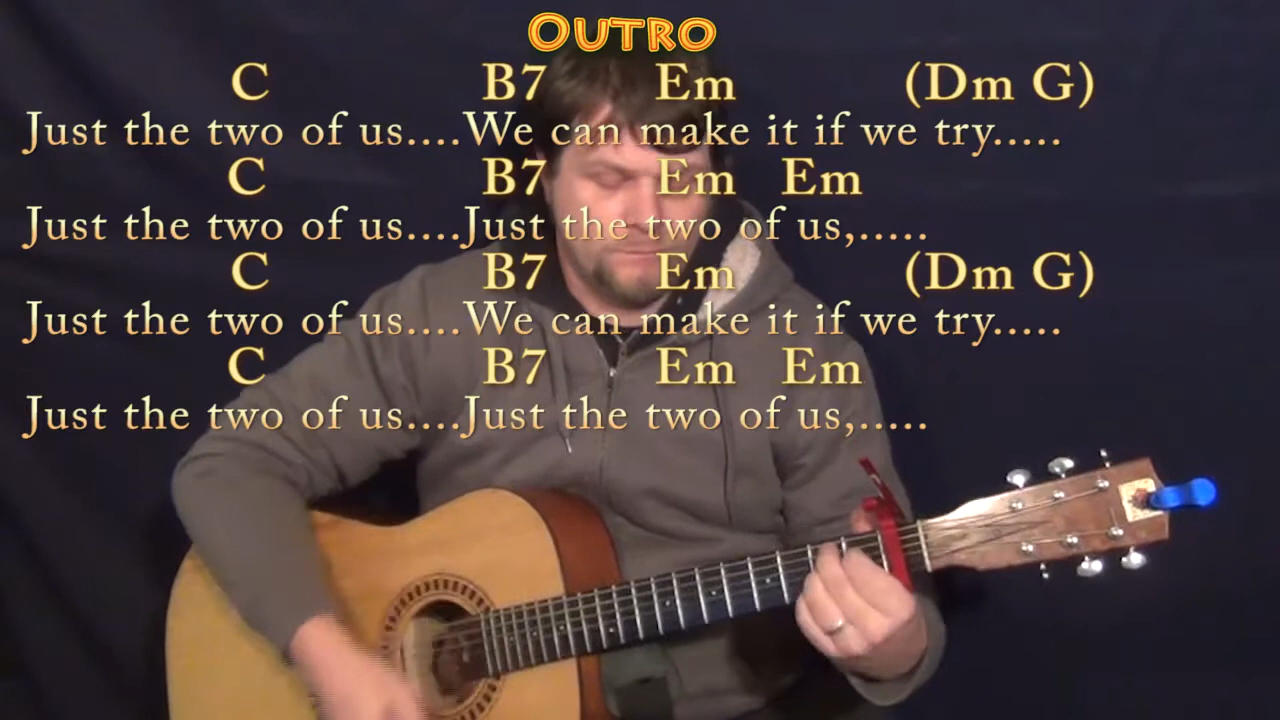 OUTRO
C B7 Em (Dm G)
Just the two of us....We can make it if we try.....
C B7 Em Em
Just the two of us....Just the two of us,.....
C B7 Em (Dm G)
Just the two of us....We can make it if we try.....
C B7 Em Em
Just the two of us....Just the two of us,.....